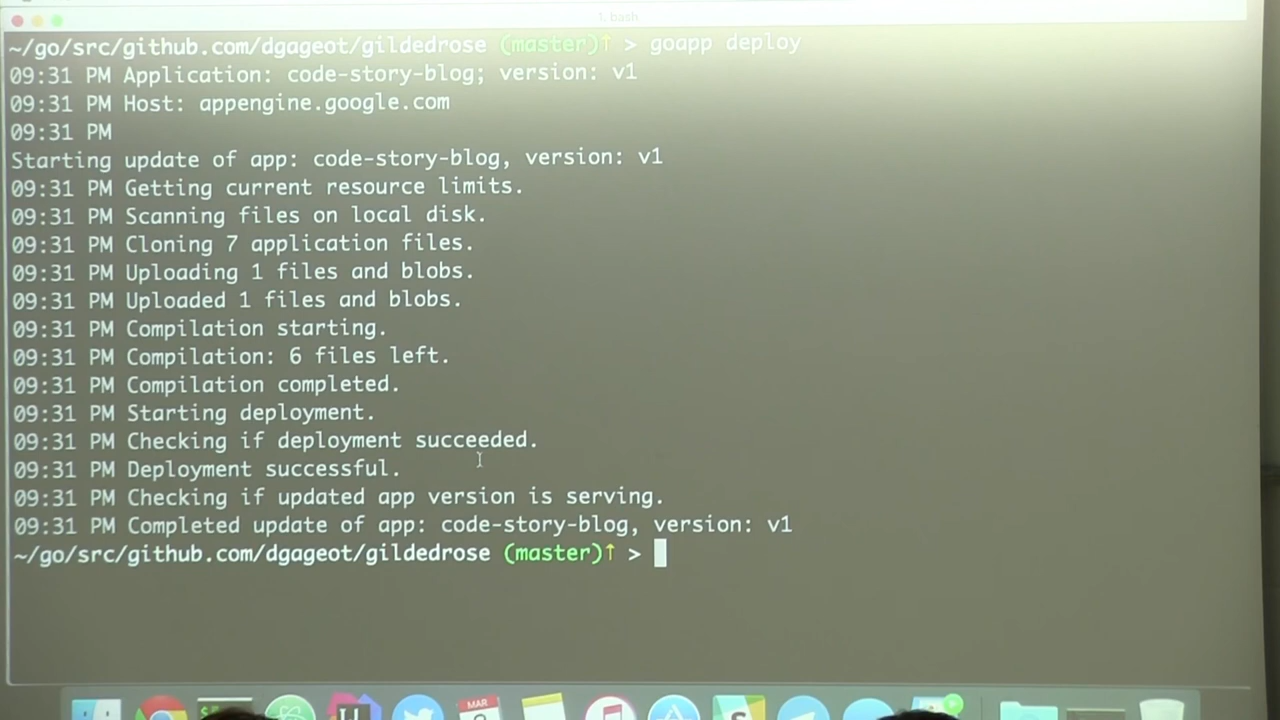 1. bash
~/go/src/github.com/dgageot/gildedrose (master)↑ > goapp deploy
09:31 PM Application: code-story-blog; version: v1
09:31 PM Host: appengine.google.com
09:31 PM
Starting update of app: code-story-blog, version: v1
09:31 PM Getting current resource limits.
09:31 PM Scanning files on local disk.
09:31 PM Cloning 7 application files.
09:31 PM Uploading 1 files and blobs.
09:31 PM Uploaded 1 files and blobs.
09:31 PM Compilation starting.
09:31 PM Compilation: 6 files left.
09:31 PM Compilation completed.
09:31 PM Starting deployment.
09:31 PM Checking if deployment succeeded.
09:31 PM Deployment successful.
09:31 PM Checking if updated app version is serving.
09:31 PM Completed update of app: code-story-blog, version: v1
~/go/src/github.com/dgageot/gildedrose (master)↑ >
MAR